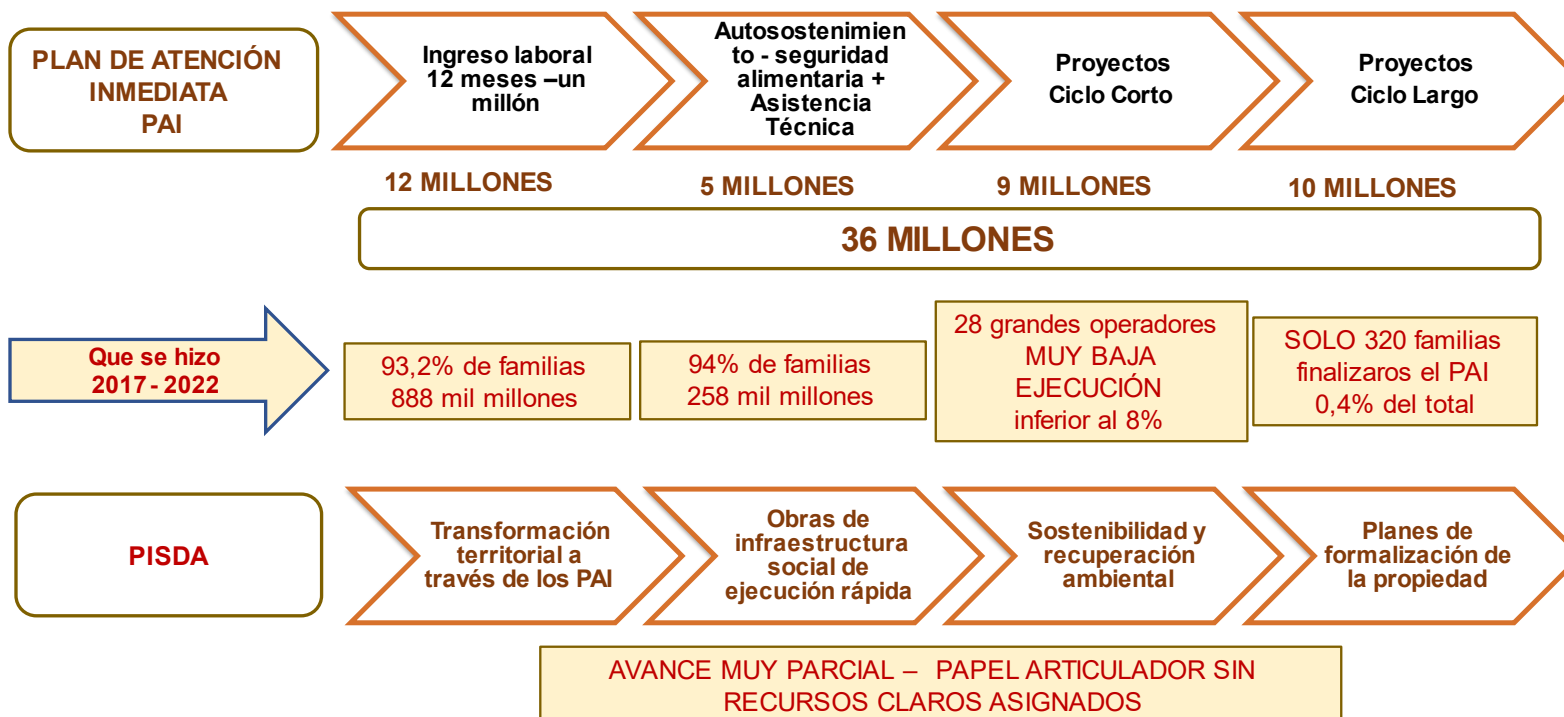 PLAN DE ATENCIÓN
INMEDIATA
PAI
Ingreso laboral
12 meses –un
millón
Autosostenimien
to - seguridad
alimentaria +
Asistencia
Técnica
Proyectos
Ciclo Corto
Proyectos
Ciclo Largo
12 MILLONES
5 MILLONES
9 MILLONES
10 MILLONES
36 MILLONES
Que se hizo
2017 - 2022
93,2% de familias
888 mil millones
94% de familias
258 mil millones
28 grandes operadores
MUY BAJA
EJECUCIÓN
inferior al 8%
SOLO 320 familias
finalizaros el PAI
0,4% del total
PISDA
Transformación
territorial a
través de los PAI
Obras de
infraestructura
social de
ejecución rápida
Sostenibilidad y
recuperación
ambiental
Planes de
formalización de
la propiedad
AVANCE MUY PARCIAL – PAPEL ARTICULADOR SIN
RECURSOS CLAROS ASIGNADOS